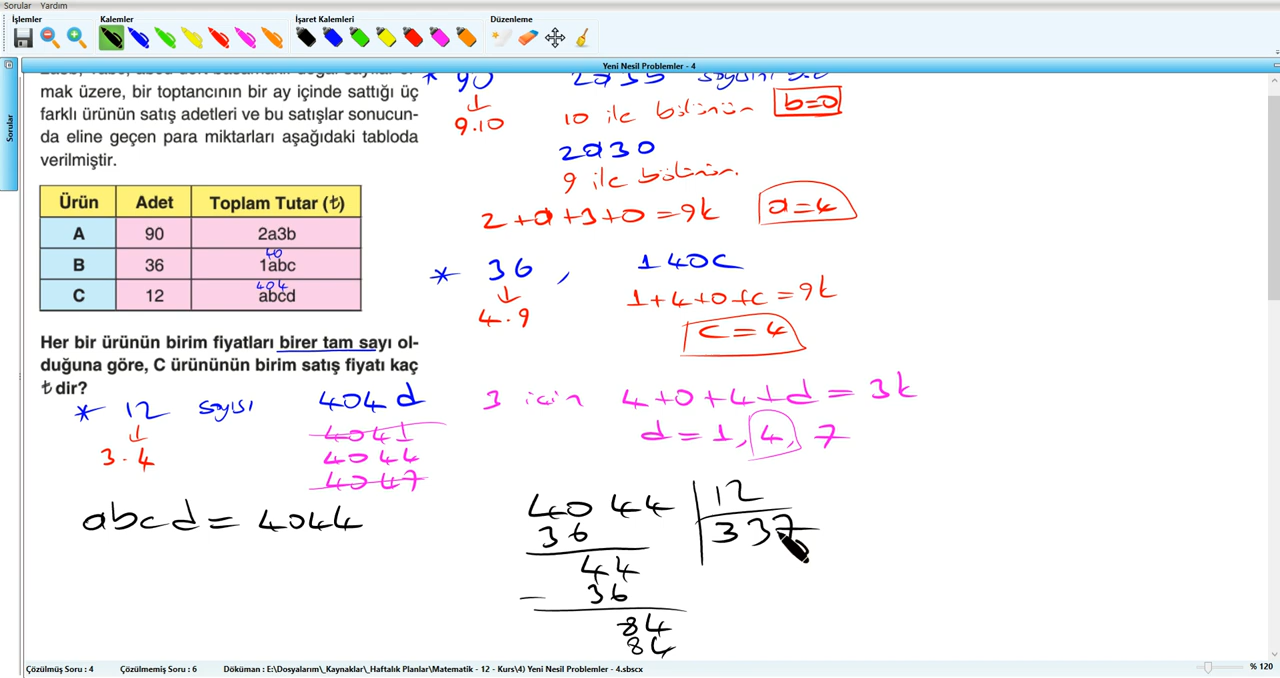 Sorular Yardım
İşlemler Kalemler İşaret Kalemleri Düzenleme
Yeni Nesil Problemler - 4
Sorular
mak üzere, bir toptancının bir ay içinde sattığı üç
farklı ürünün satış adetleri ve bu satışlar sonucun-
da eline geçen para miktarları aşağıdaki tabloda
verilmiştir.
Ürün Adet Toplam Tutar (₺)
A 90 2a3b
40
B 36 1abc
404
C 12 abcd
Her bir ürünün birim fiyatları birer tam sayı ol-
duğuna göre, C ürününün birim satış fiyatı kaç
₺dir?
* 90 2a3b sayısı
↓
9.10 10 ile bölünür b=0
2a30
9 ile bölünür.
2+a+3+0=9k a=4
* 36 , 140c
↓
4.9 1+4+0+c=9k
c=4
* 12 sayısı 404d 3 için 4+0+4+d=3k
↓
3.4 4041 d=1, 4, 7
4044
4047
abcd=4044
4044 12
36 337
44
- 36
84
84
Çözülmüş Soru : 4 Çözülmemiş Soru : 6 Döküman : E:\Dosyalarım\_Kaynaklar\_Haftalık Planlar\Matematik - 12 - Kurs\4) Yeni Nesil Problemler - 4.sbscx % 120